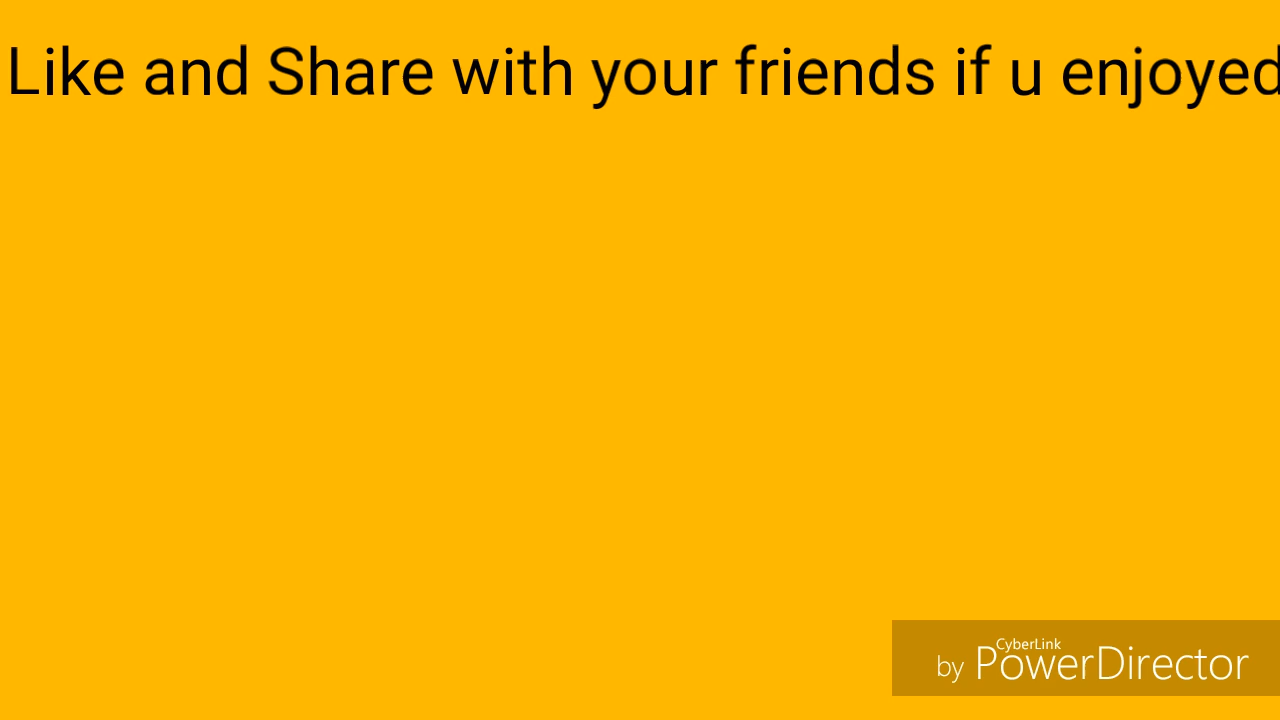 Like and Share with your friends if u enjoyed
by CyberLink PowerDirector